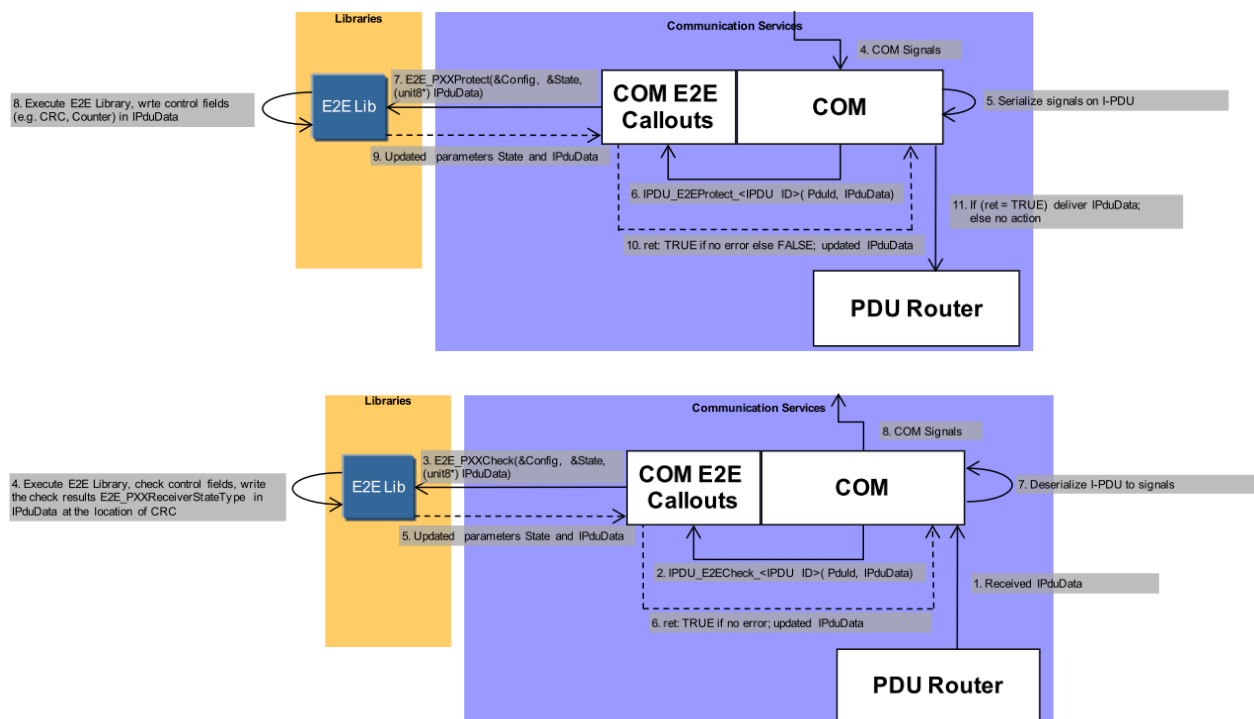 Libraries
Communication Services
4. COM Signals
7. E2E_PXXProtect(&Config, &State,
(unit8*) IPduData)
8. Execute E2E Library, wrte control fields
(e.g. CRC, Counter) in IPduData
E2E Lib
COM E2E
Callouts
COM
5. Serialize signals on I-PDU
9. Updated parameters State and IPduData
6. IPDU_E2EProtect_<IPDU ID>( PduId, IPduData)
11. If (ret = TRUE) deliver IPduData;
else no action
10. ret: TRUE if no error else FALSE; updated IPduData
PDU Router
Libraries
Communication Services
8. COM Signals
3. E2E_PXXCheck(&Config, &State,
(unit8*) IPduData)
4. Execute E2E Library, check control fields, write
the check results E2E_PXXReceiverStateType in
IPduData at the location of CRC
E2E Lib
COM E2E
Callouts
COM
7. Deserialize I-PDU to signals
5. Updated parameters State and IPduData
2. IPDU_E2ECheck_<IPDU ID>( PduId, IPduData)
1. Received IPduData
6. ret: TRUE if no error; updated IPduData
PDU Router